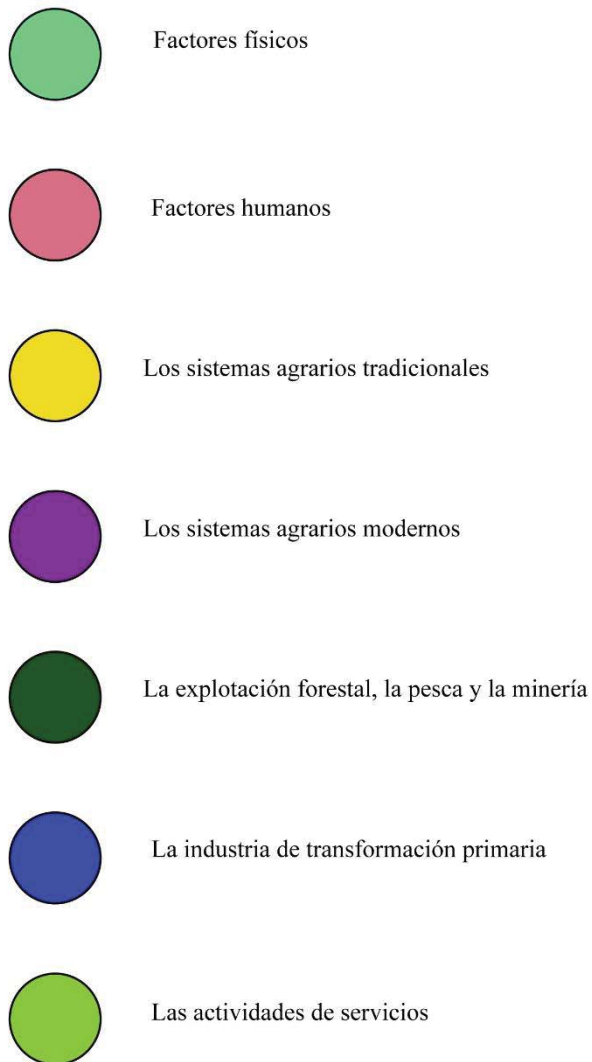 Factores físicos
Factores humanos
Los sistemas agrarios tradicionales
Los sistemas agrarios modernos
La explotación forestal, la pesca y la minería
La industria de transformación primaria
Las actividades de servicios